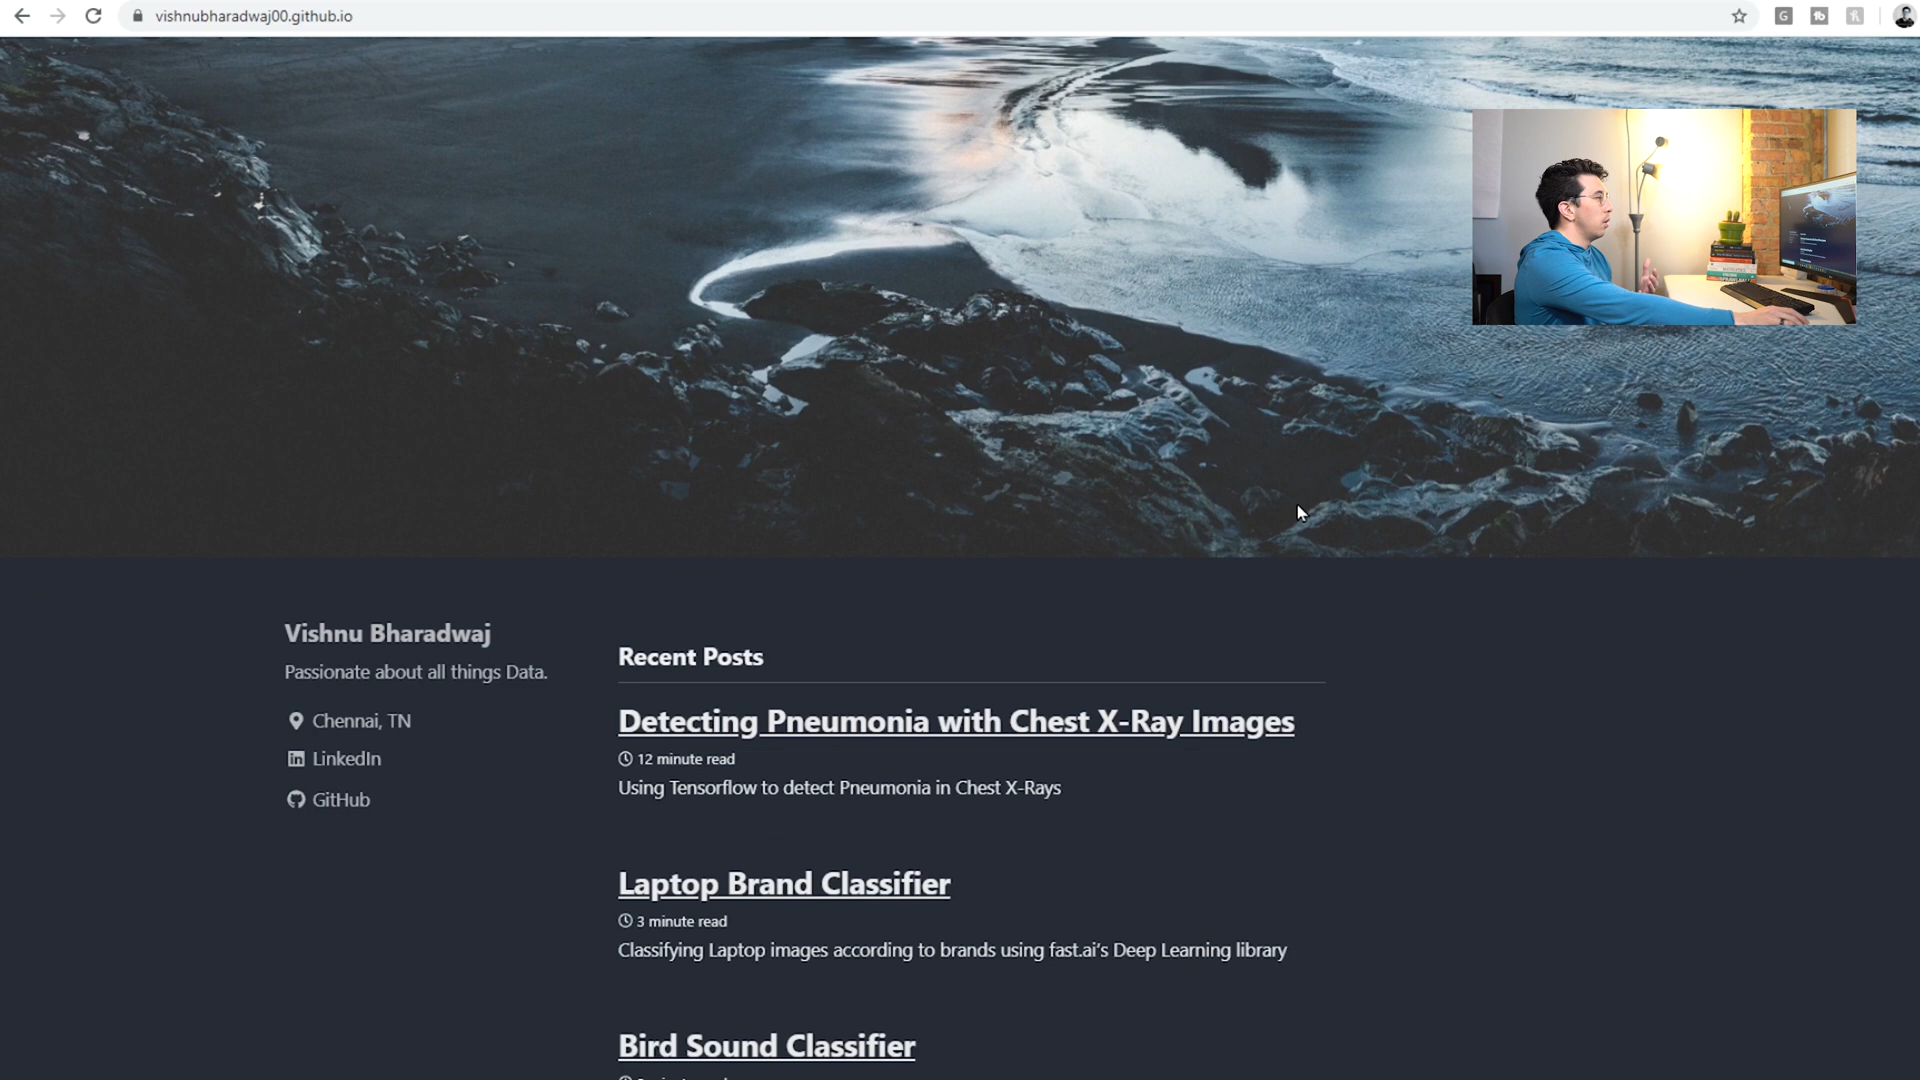 vishnubharadwaj00.github.io
Vishnu Bharadwaj
Passionate about all things Data.
Chennai, TN
LinkedIn
GitHub
Recent Posts
Detecting Pneumonia with Chest X-Ray Images
12 minute read
Using Tensorflow to detect Pneumonia in Chest X-Rays
Laptop Brand Classifier
3 minute read
Classifying Laptop images according to brands using fast.ai's Deep Learning library
Bird Sound Classifier